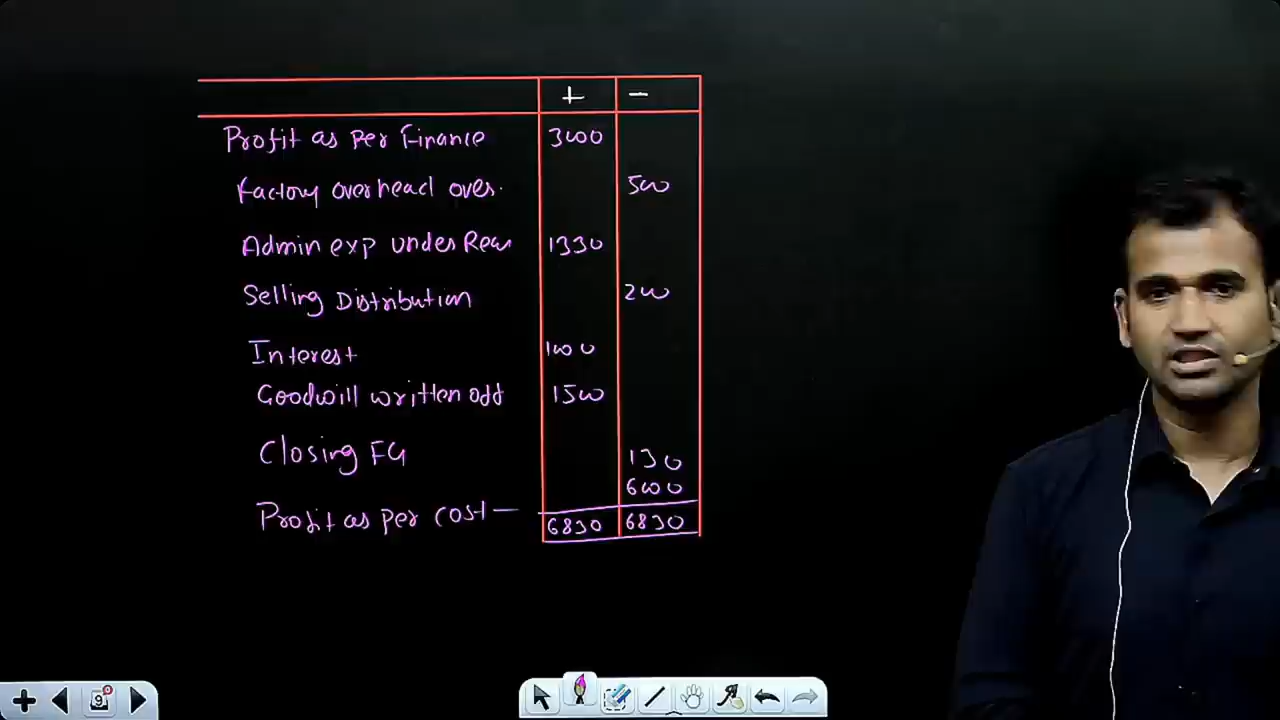 + −
Profit as per Finance 3000
Factory overhead over. 500
Admin exp under Rec 1330
Selling Distribution 200
Interest 1000
Goodwill written off 1500
Closing FG 130
6000
Profit as per cost — 6830 6830
9